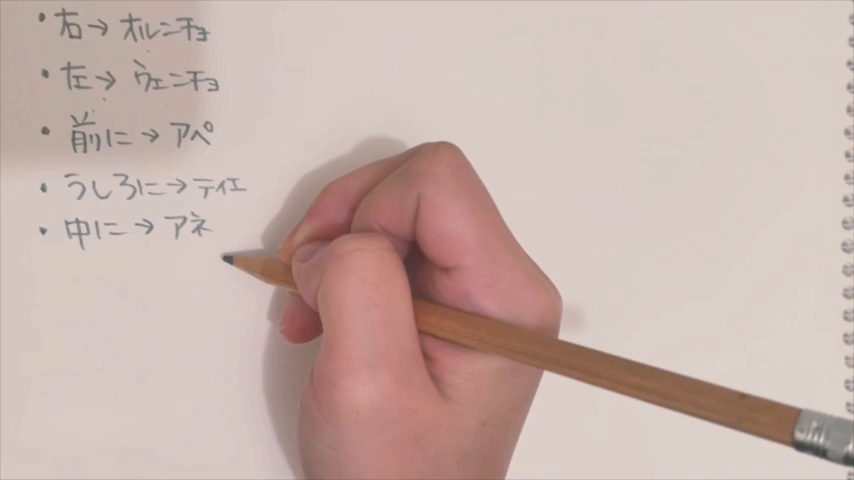 ・右→オルンチョ
・左→ウェンチョ
・前に→アペ
・うしろに→ティエ
・中に→アネ